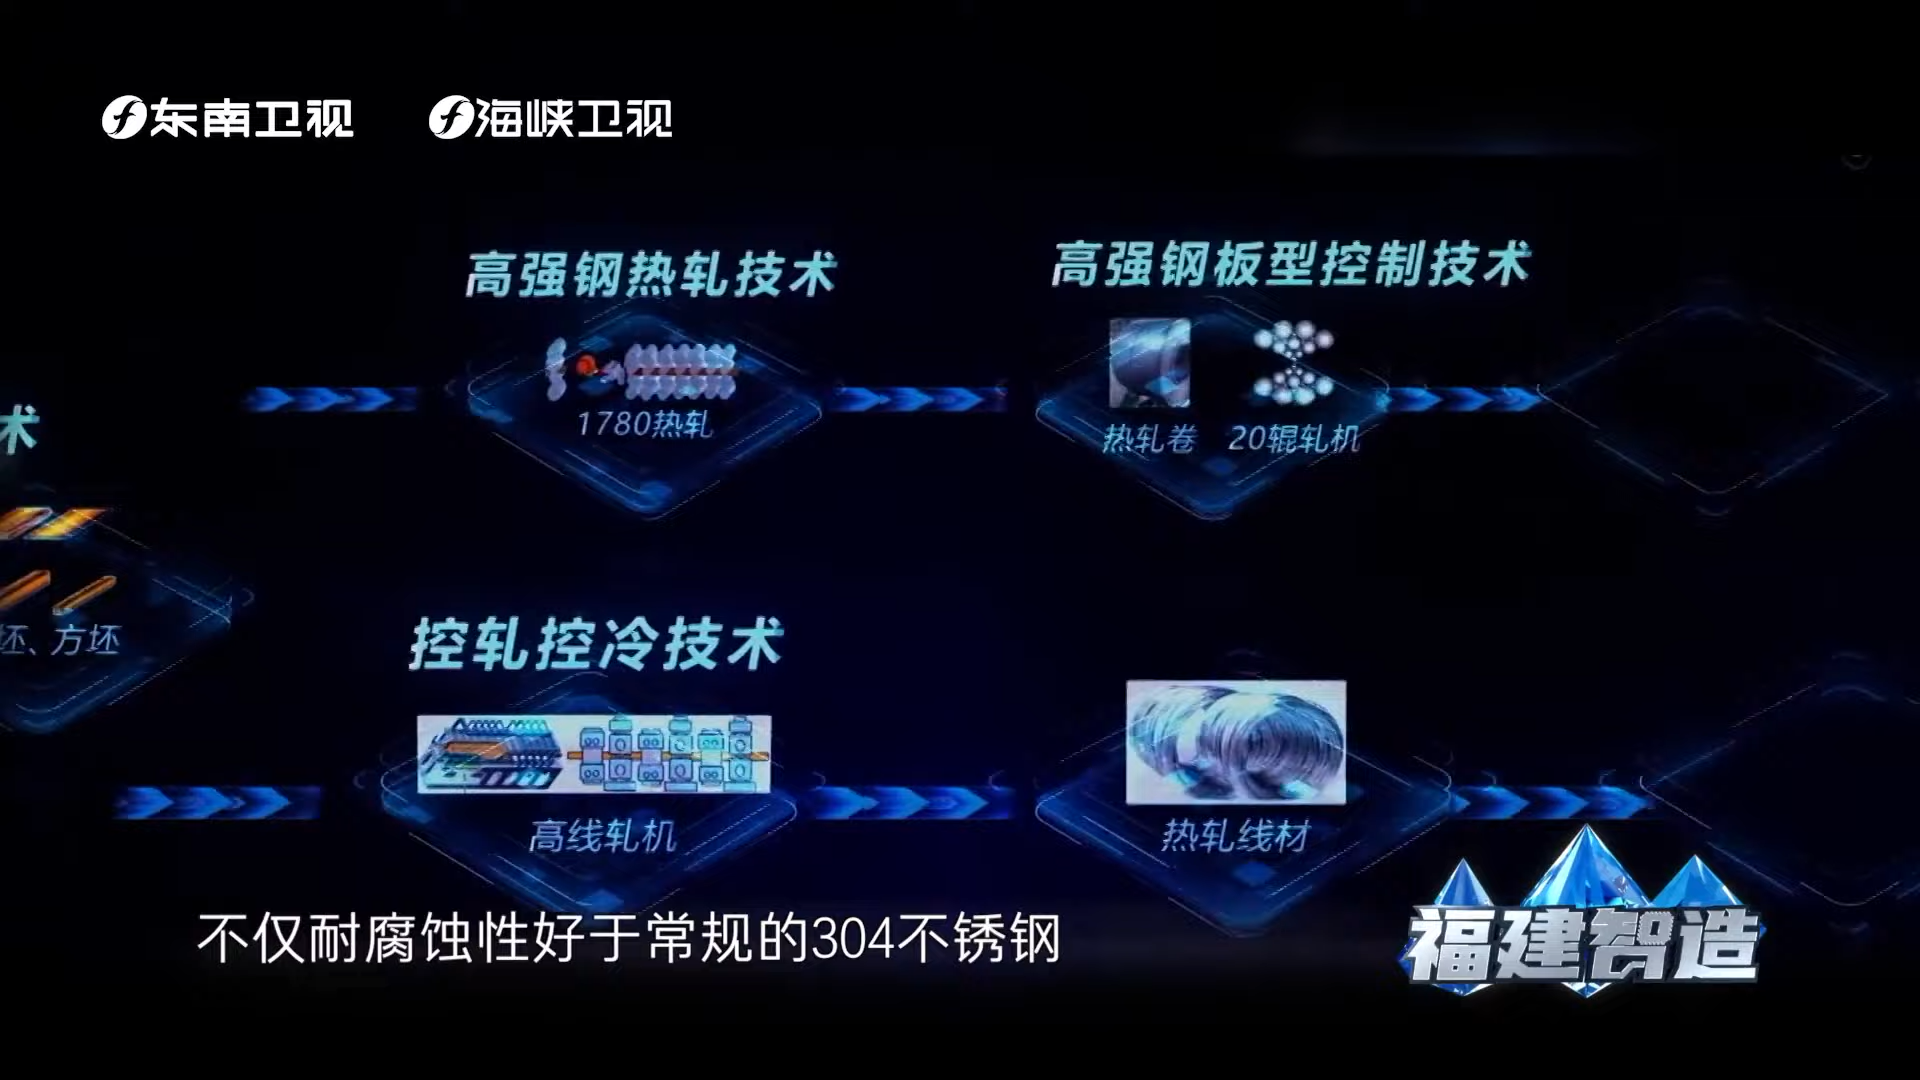 东南卫视 海峡卫视
高强钢热轧技术
高强钢板型控制技术
1780热轧
热轧卷 20辊轧机
术
坯、方坯
控轧控冷技术
高线轧机
热轧线材
不仅耐腐蚀性好于常规的304不锈钢
福建智造